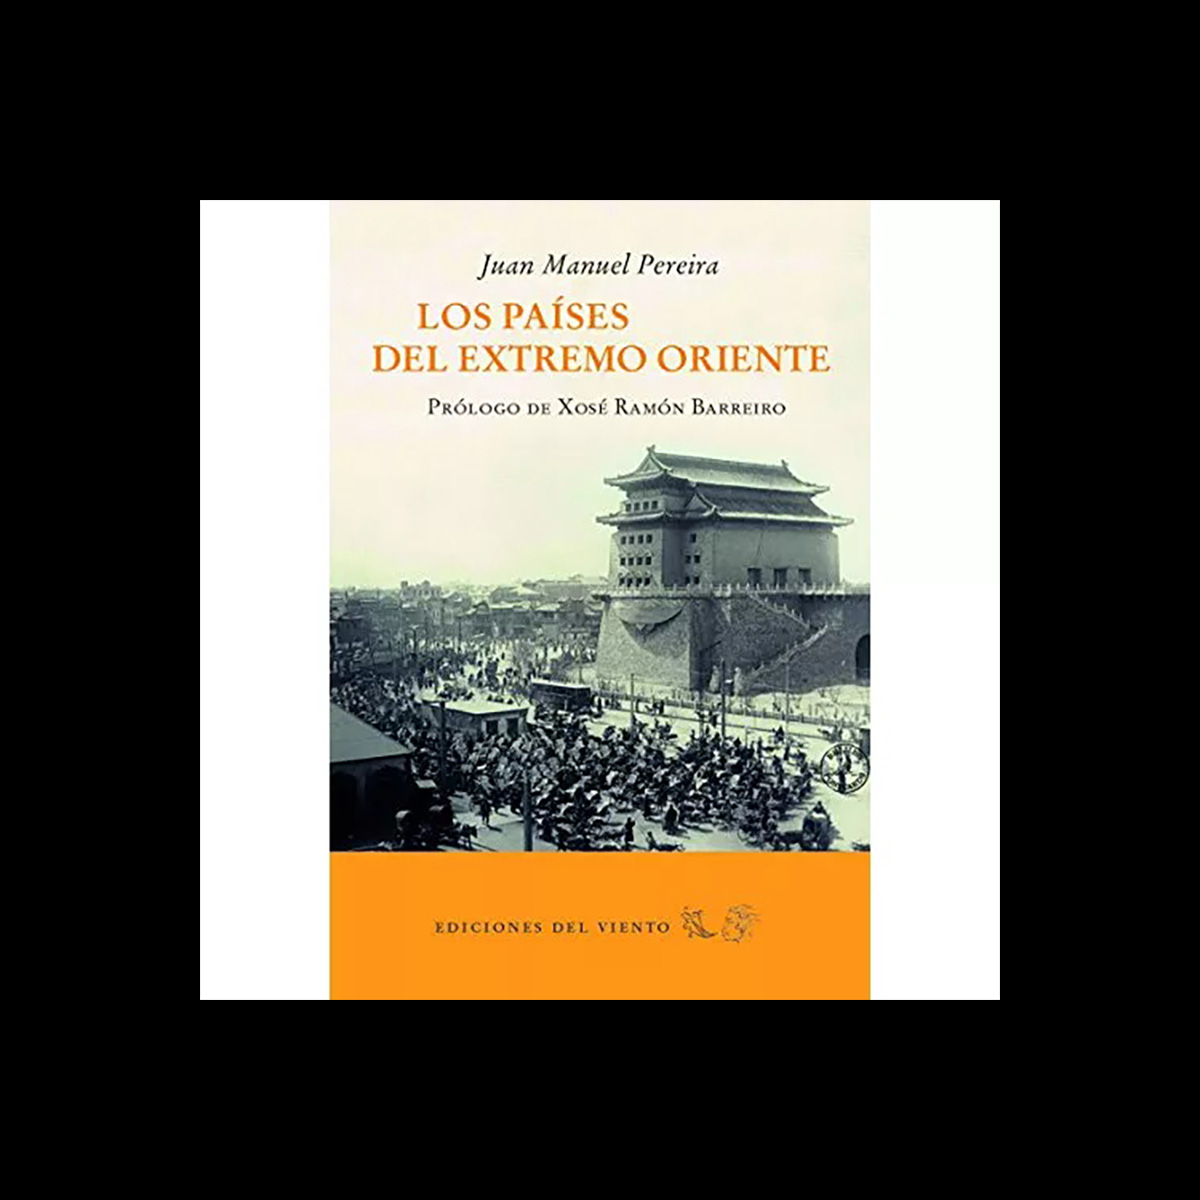 Juan Manuel Pereira
LOS PAÍSES
DEL EXTREMO ORIENTE
PRÓLOGO DE XOSÉ RAMÓN BARREIRO
EDICIONES DEL VIENTO